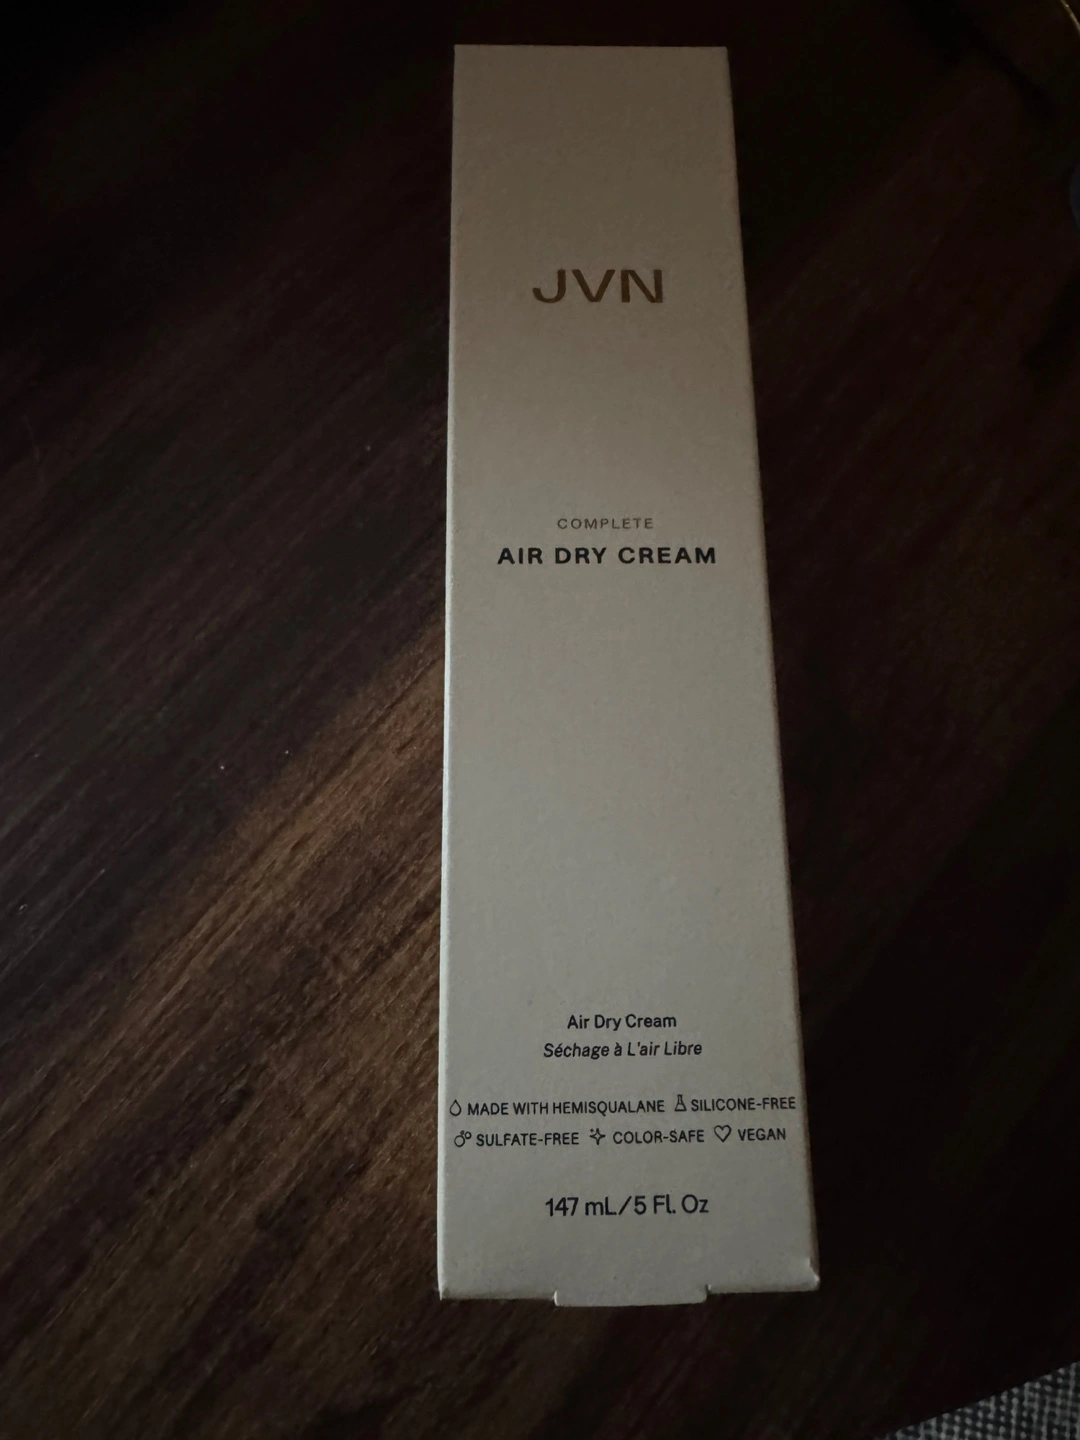 JVN
COMPLETE
AIR DRY CREAM
Air Dry Cream
Séchage à L'air Libre
MADE WITH HEMISQUALANE SILICONE-FREE
SULFATE-FREE COLOR-SAFE VEGAN
147 mL/5 Fl. Oz